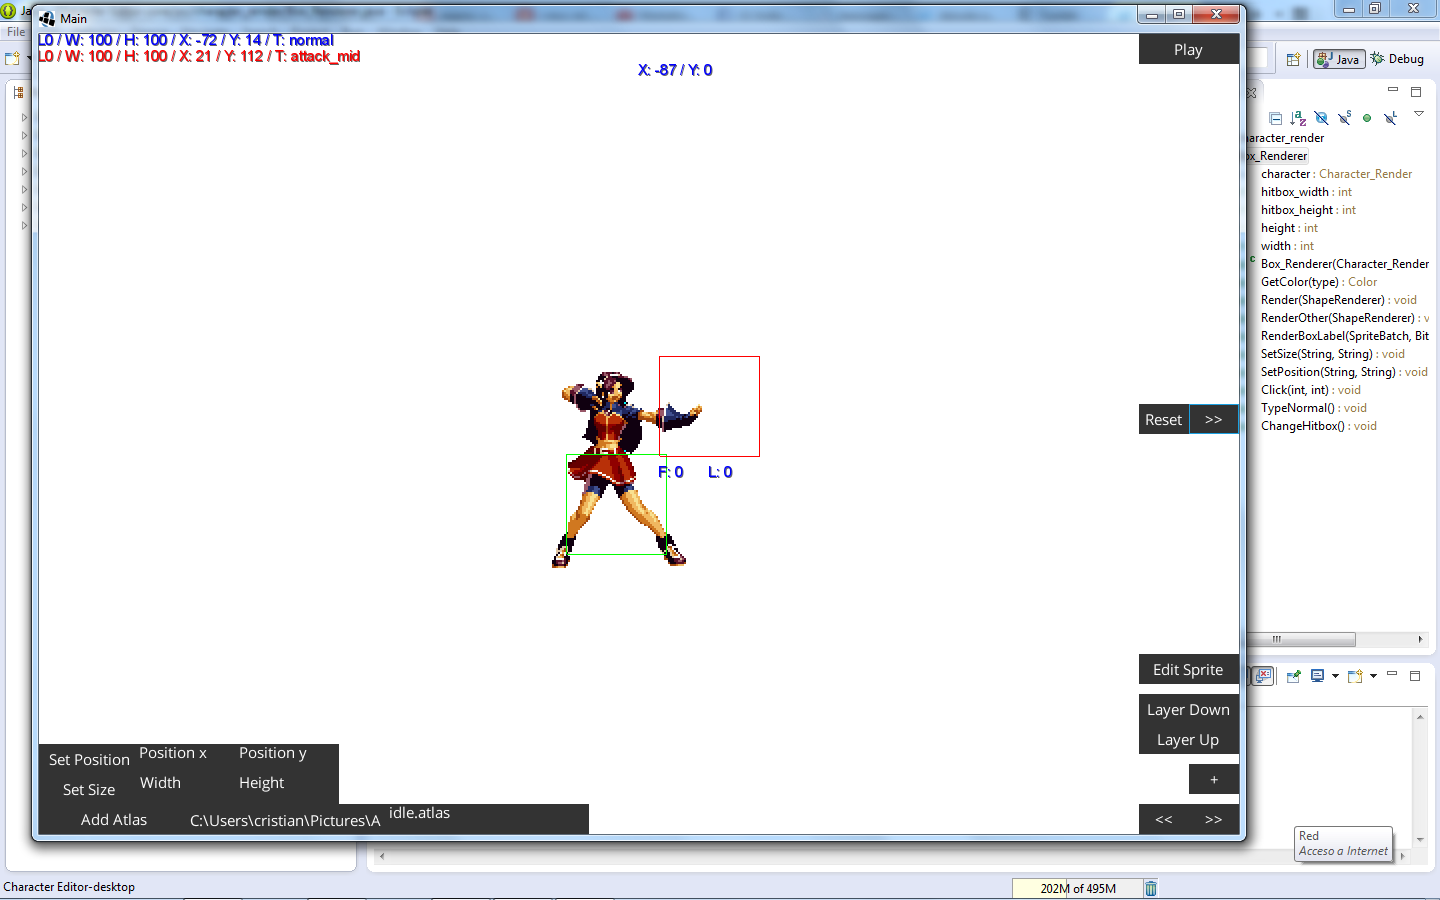 Ja
Main
File
L0 / W: 100 / H: 100 / X: -72 / Y: 14 / T: normal
L0 / W: 100 / H: 100 / X: 21 / Y: 112 / T: attack_mid
X: -87 / Y: 0
Play
Java
Debug
haracter_render
ox_Renderer
character : Character_Render
hitbox_width : int
hitbox_height : int
height : int
width : int
Box_Renderer(Character_Render
GetColor(type) : Color
Render(ShapeRenderer) : void
RenderOther(ShapeRenderer) : v
RenderBoxLabel(SpriteBatch, Bit
SetSize(String, String) : void
SetPosition(String, String) : void
Click(int, int) : void
TypeNormal() : void
ChangeHitbox() : void
Reset >>
F: 0 L: 0
Edit Sprite
Layer Down
Layer Up
+
<< >>
Set Position Position x Position y
Set Size Width Height
Add Atlas C:\Users\cristian\Pictures\A idle.atlas
Red
Acceso a Internet
Character Editor-desktop
202M of 495M